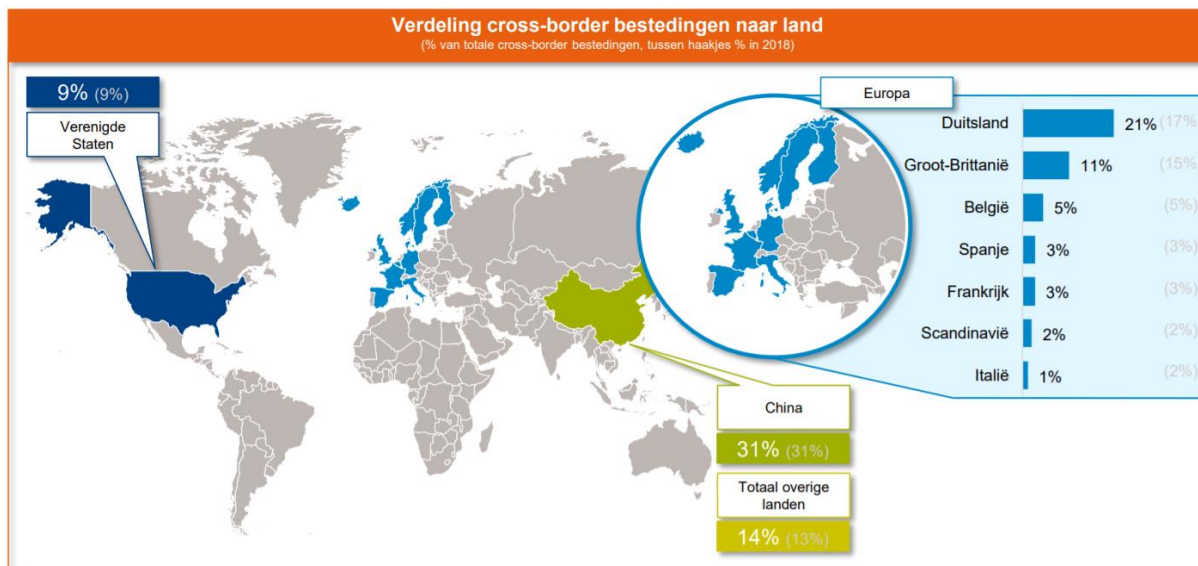 Verdeling cross-border bestedingen naar land
(% van totale cross-border bestedingen, tussen haakjes % in 2018)
9% (9%)
Verenigde
Staten
Europa
Duitsland 21% (17%)
Groot-Brittanië 11% (15%)
België 5% (5%)
Spanje 3% (3%)
Frankrijk 3% (3%)
Scandinavië 2% (2%)
Italië 1% (2%)
China
31% (31%)
Totaal overige
landen
14% (13%)